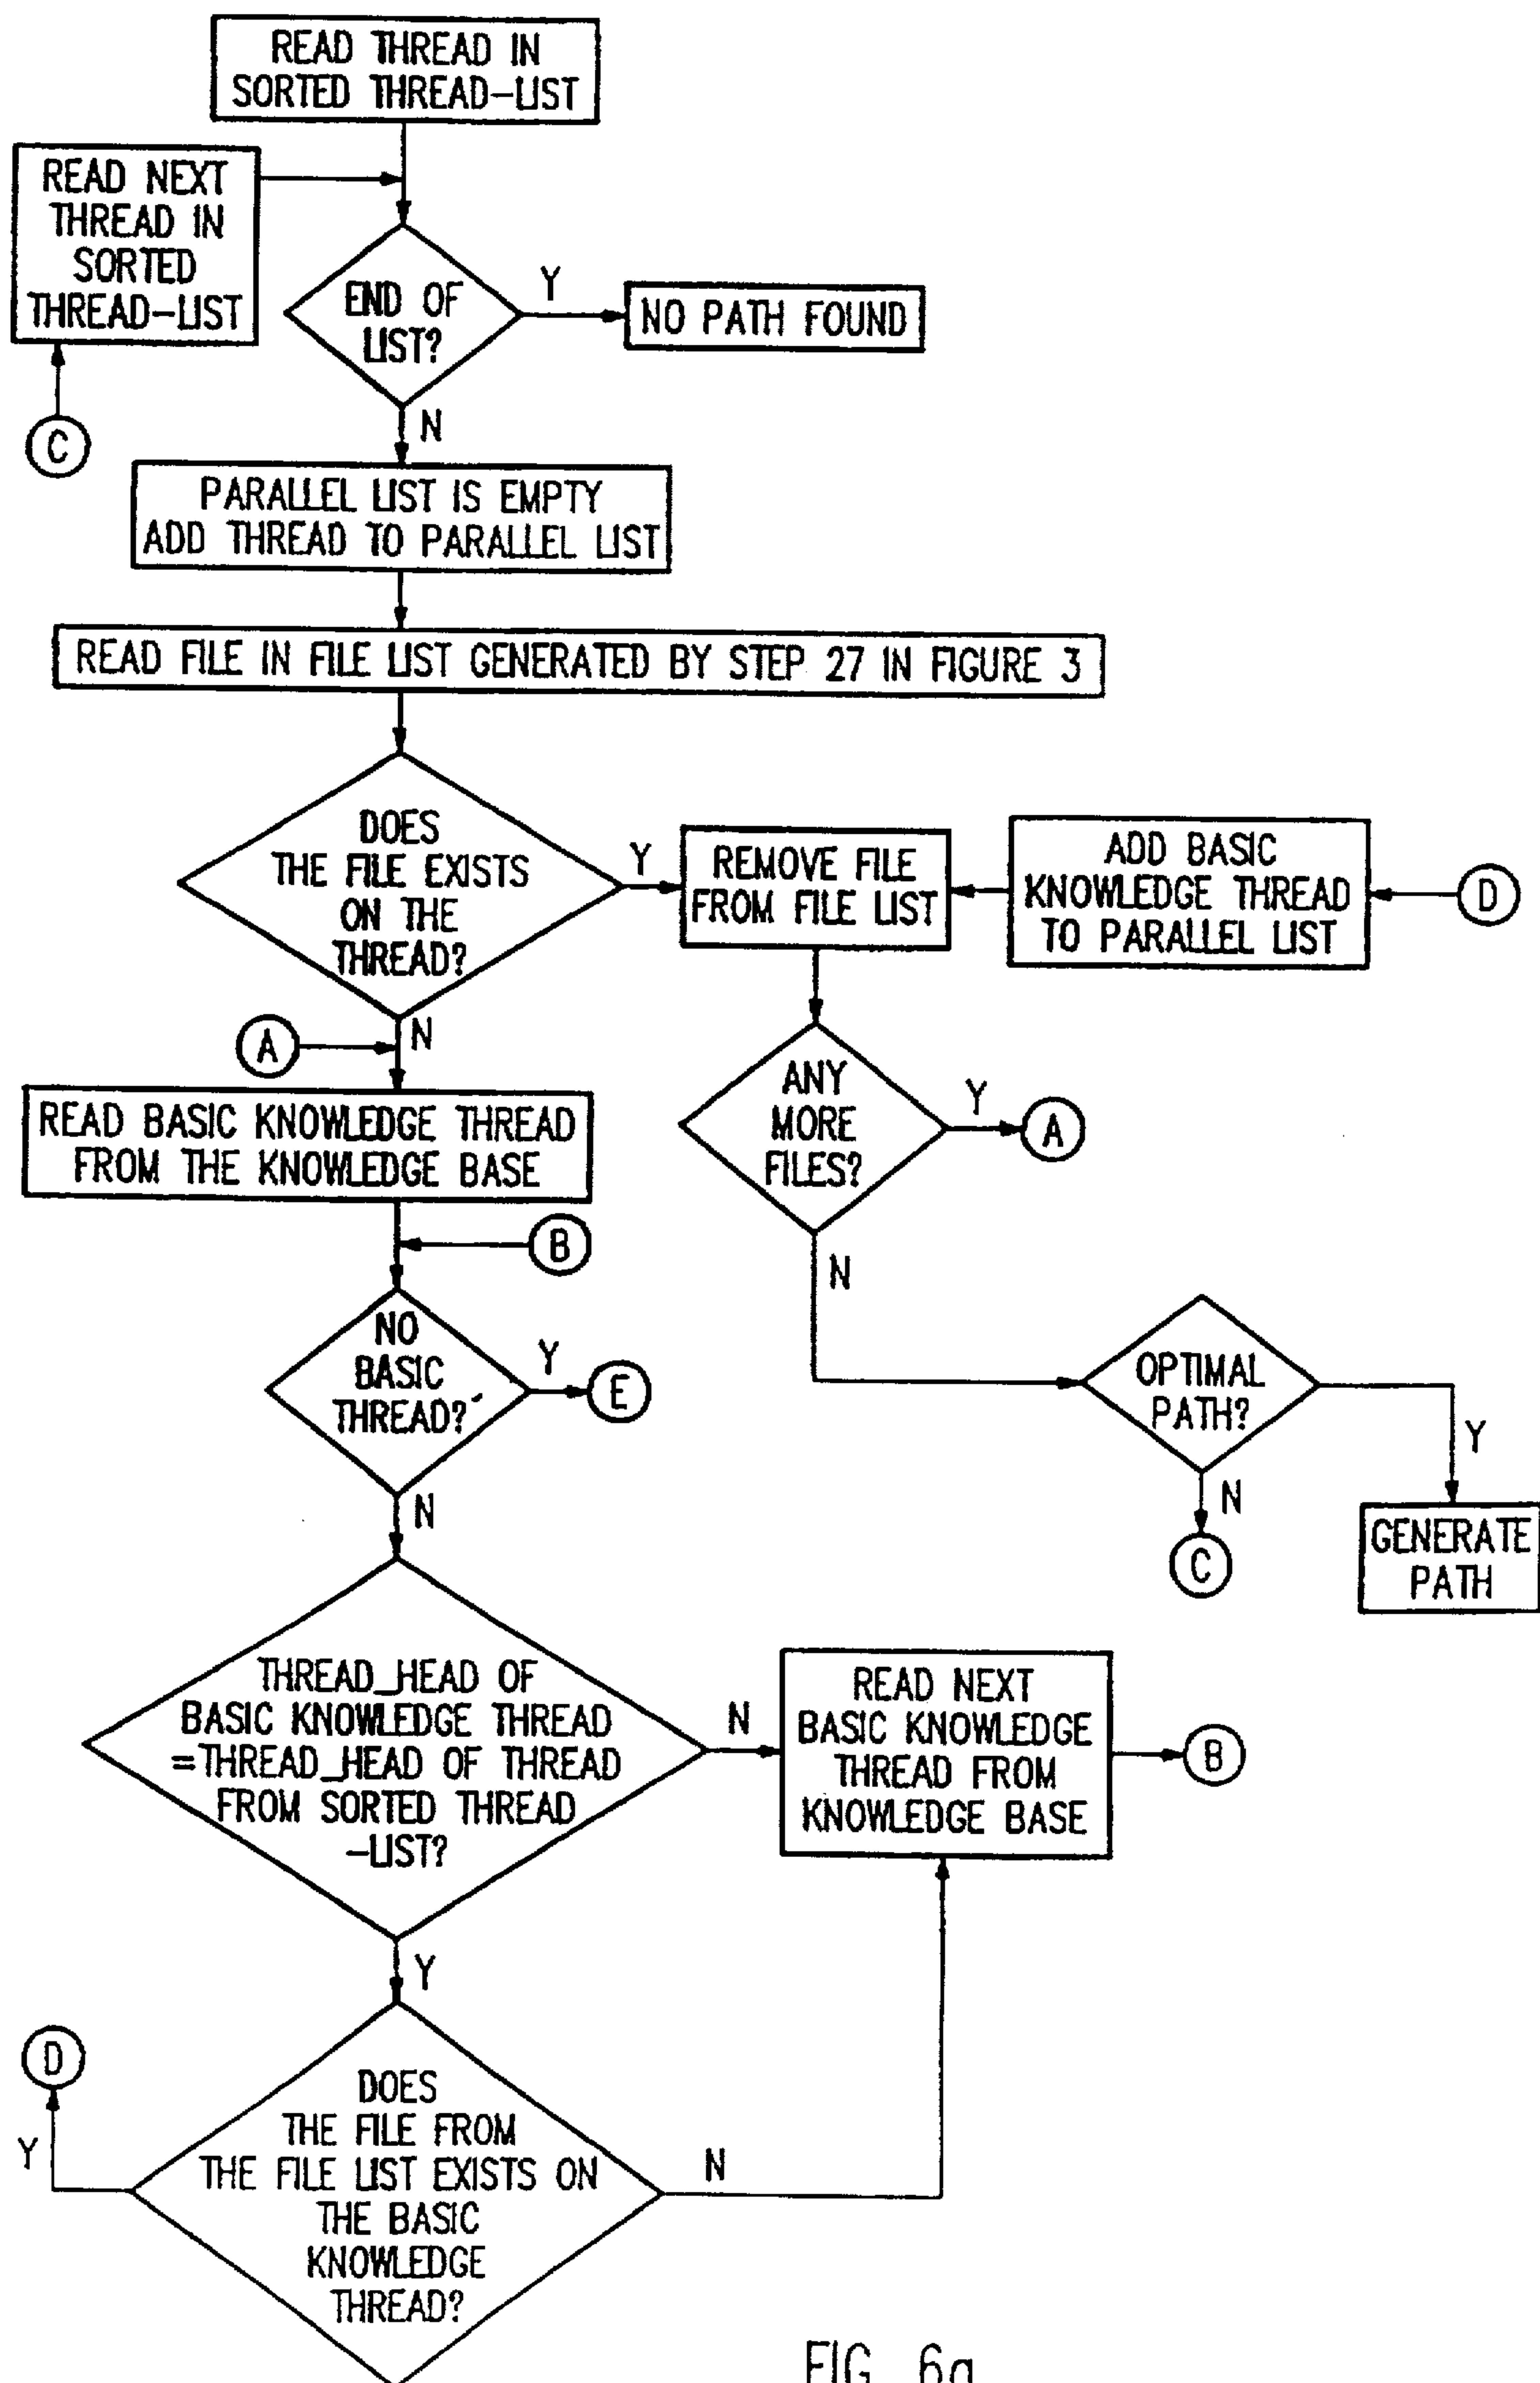 READ THREAD IN
SORTED THREAD-LIST
READ NEXT
THREAD IN
SORTED
THREAD-LIST
END OF
LIST?
Y
NO PATH FOUND
C
N
PARALLEL LIST IS EMPTY
ADD THREAD TO PARALLEL LIST
READ FILE IN FILE LIST GENERATED BY STEP 27 IN FIGURE 3
DOES
THE FILE EXISTS
ON THE
THREAD?
Y
REMOVE FILE
FROM FILE LIST
ADD BASIC
KNOWLEDGE THREAD
TO PARALLEL LIST
D
N
A
READ BASIC KNOWLEDGE THREAD
FROM THE KNOWLEDGE BASE
ANY
MORE
FILES?
Y
A
B
N
NO
BASIC
THREAD?
Y
E
OPTIMAL
PATH?
Y
N
C
GENERATE
PATH
N
THREAD_HEAD OF
BASIC KNOWLEDGE THREAD
=THREAD_HEAD OF THREAD
FROM SORTED THREAD
-LIST?
N
READ NEXT
BASIC KNOWLEDGE
THREAD FROM
KNOWLEDGE BASE
B
Y
D
Y
DOES
THE FILE FROM
THE FILE LIST EXISTS ON
THE BASIC
KNOWLEDGE
THREAD?
N
FIG. 6a